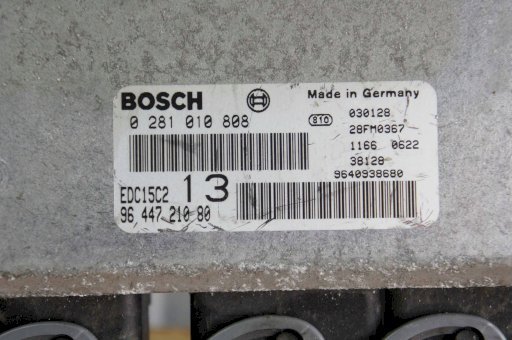 BOSCH
Made in Germany
0 281 010 808
810
030128
28FM0367
1166 0622
38128
9640938680
EDC15C2
13
96 447 210 80